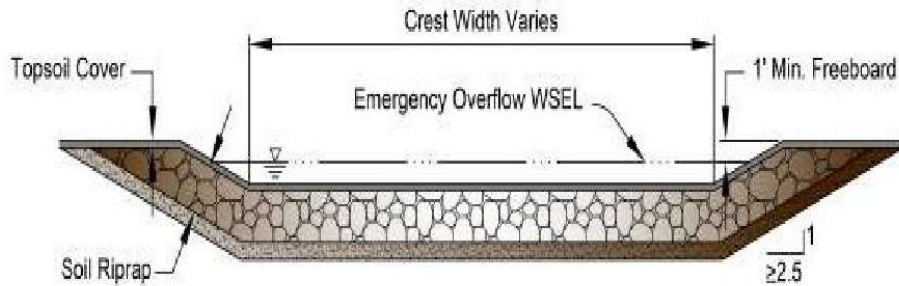 Crest Width Varies
Topsoil Cover
1' Min. Freeboard
Emergency Overflow WSEL
Soil Riprap
1
≥2.5